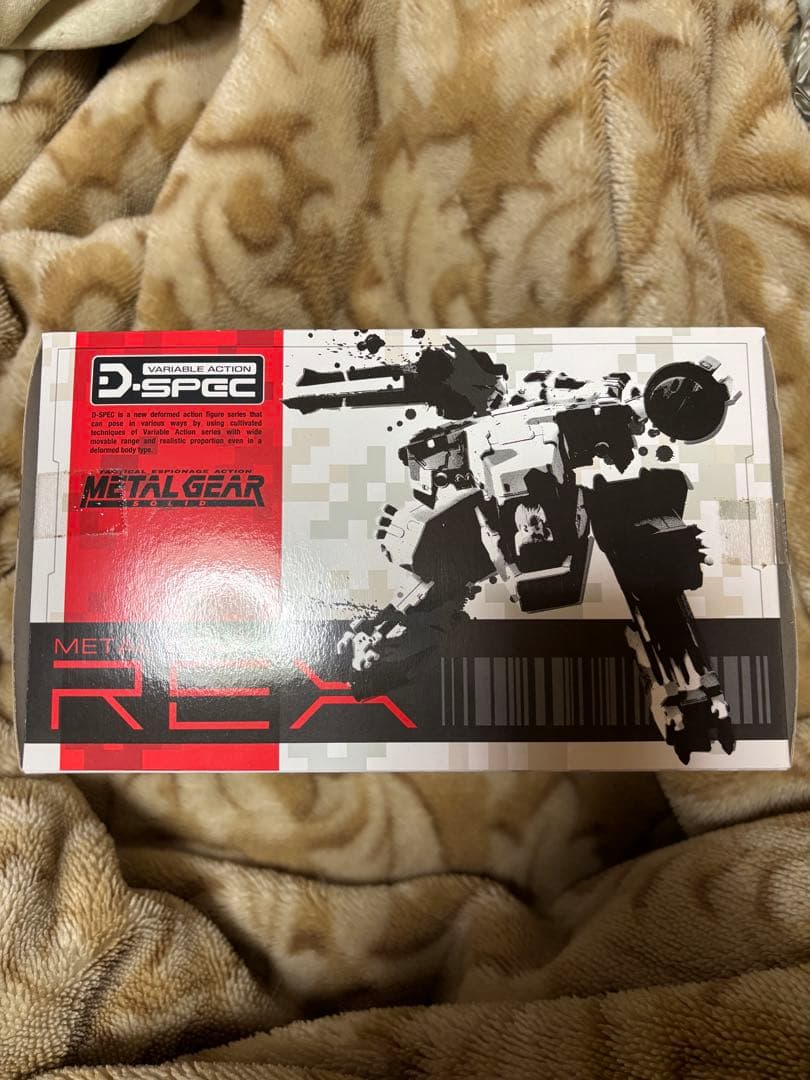 VARIABLE ACTION
D-SPEC
D-SPEC is a new deformed action figure series that
can pose in various ways by using cultivated
techniques of Variable Action series with wide
movable range and realistic proportion even in a
deformed body type.
TACTICAL ESPIONAGE ACTION
METAL GEAR
SOLID
METAL
REX